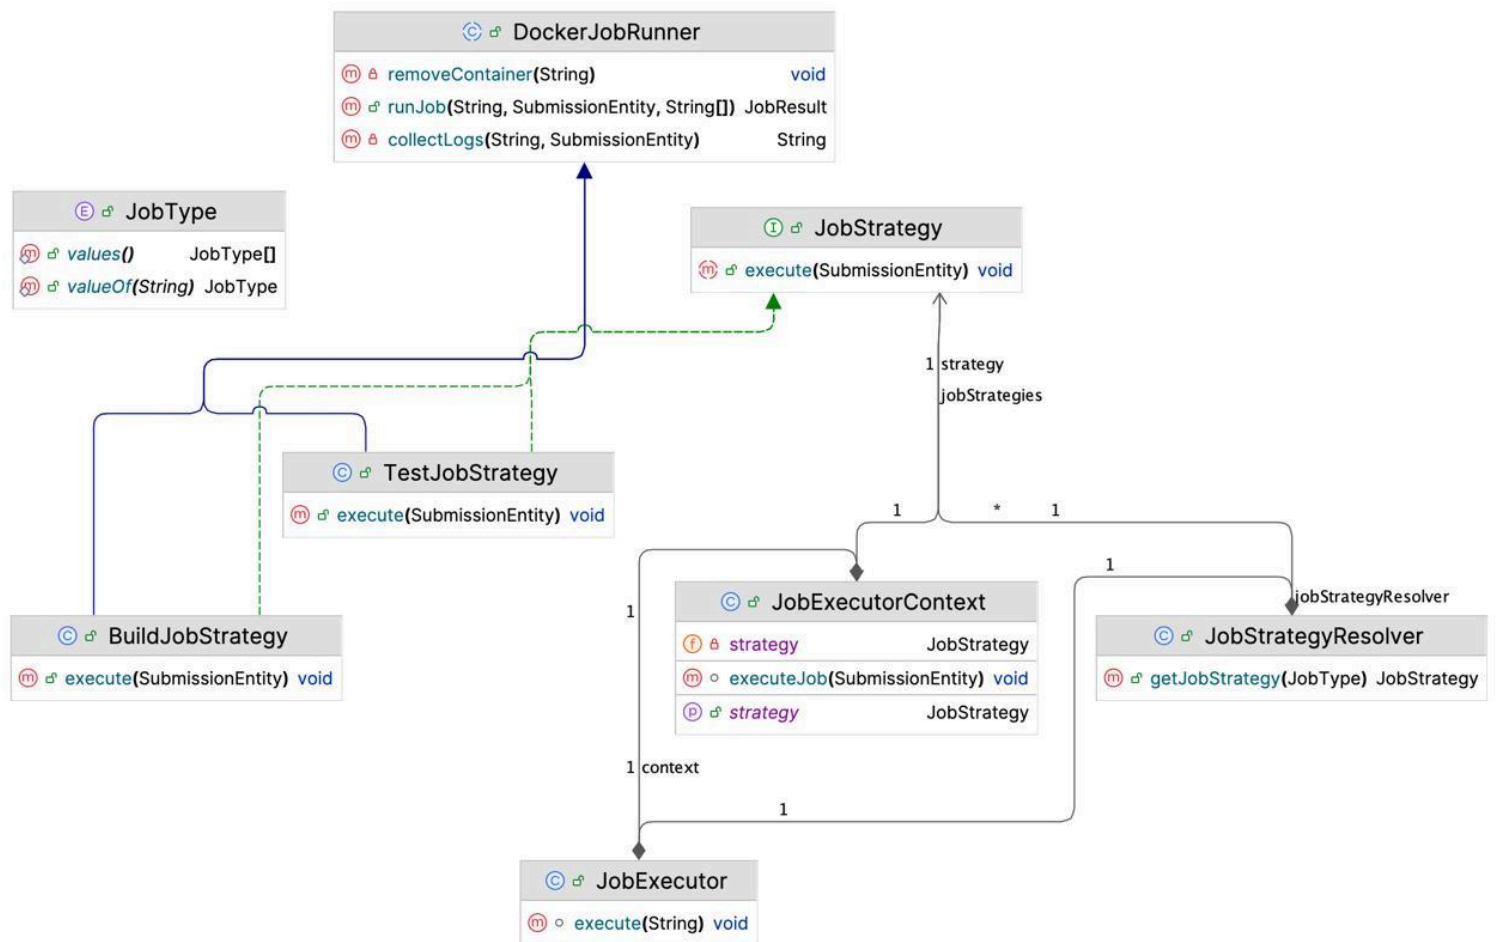 DockerJobRunner
removeContainer(String) void
runJob(String, SubmissionEntity, String[]) JobResult
collectLogs(String, SubmissionEntity) String
JobType
values() JobType[]
valueOf(String) JobType
JobStrategy
execute(SubmissionEntity) void
1 strategy
jobStrategies
TestJobStrategy
execute(SubmissionEntity) void
1 * 1
1
JobExecutorContext
strategy JobStrategy
executeJob(SubmissionEntity) void
strategy JobStrategy
1
jobStrategyResolver
BuildJobStrategy
execute(SubmissionEntity) void
JobStrategyResolver
getJobStrategy(JobType) JobStrategy
1 context
1
JobExecutor
execute(String) void